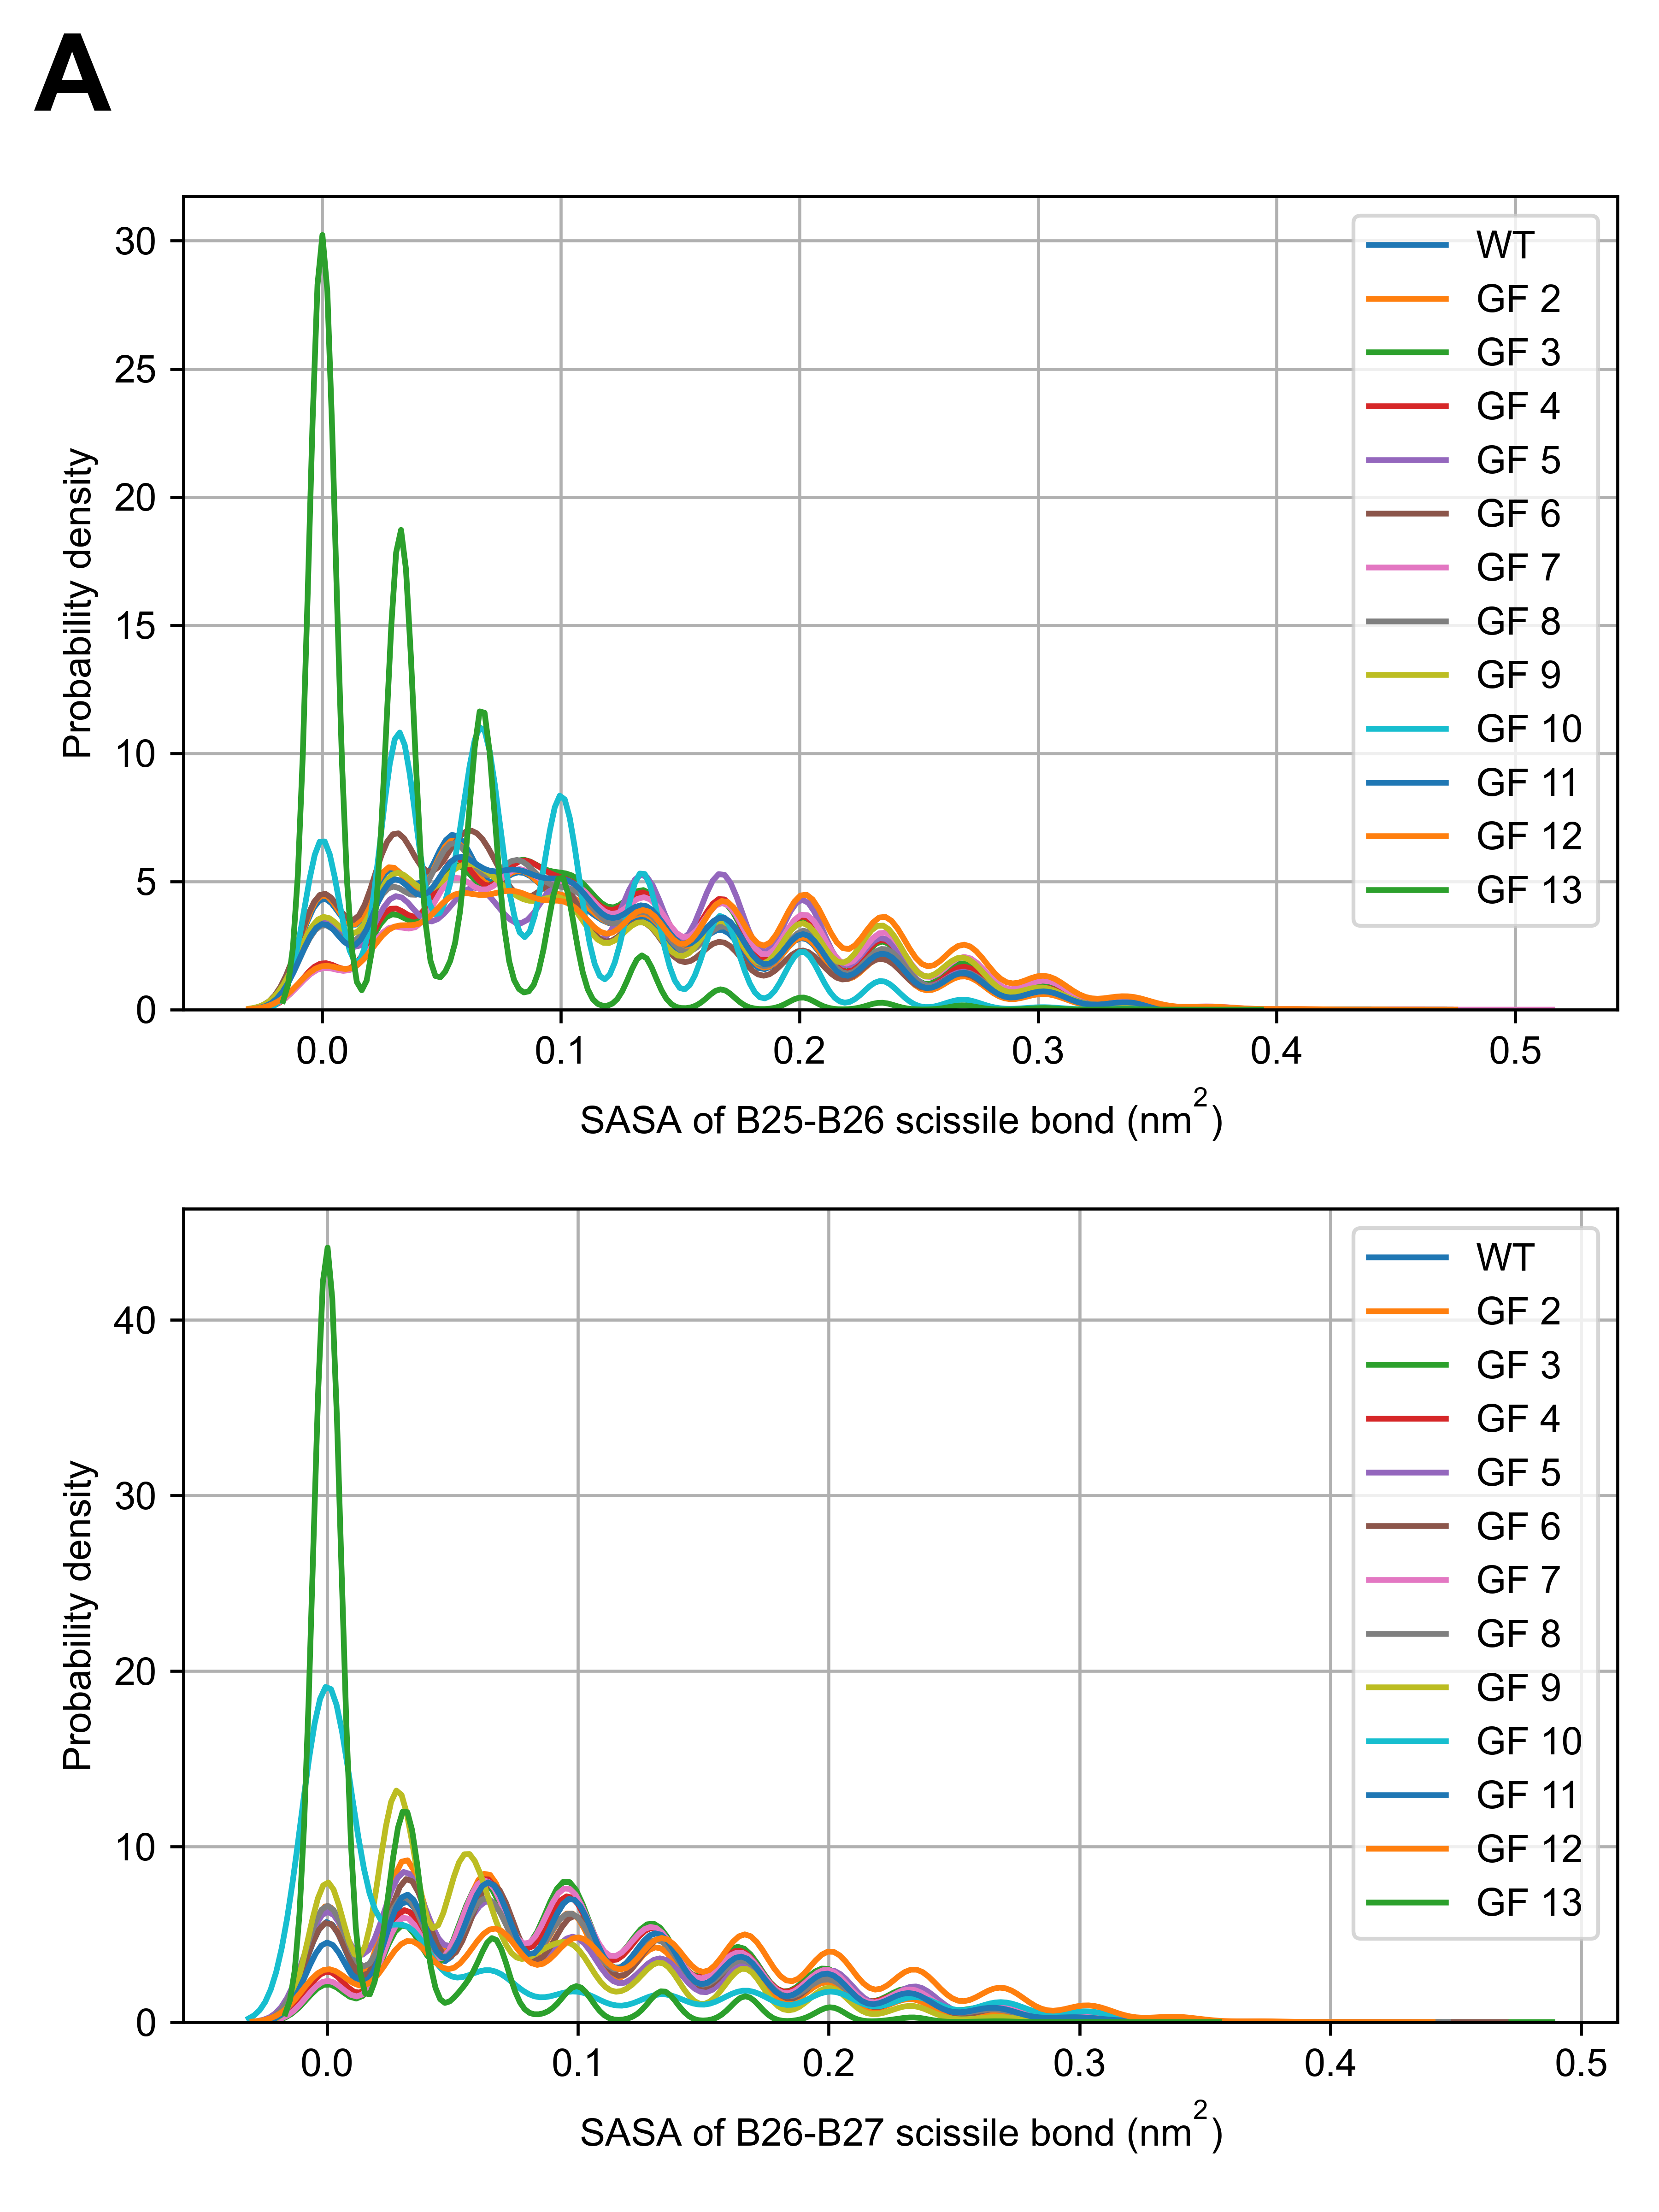 A
30
25
20
15
10
5
0
Probability density
0.0 0.1 0.2 0.3 0.4 0.5
SASA of B25-B26 scissile bond (nm²)
WT
GF 2
GF 3
GF 4
GF 5
GF 6
GF 7
GF 8
GF 9
GF 10
GF 11
GF 12
GF 13
40
30
20
10
0
Probability density
0.0 0.1 0.2 0.3 0.4 0.5
SASA of B26-B27 scissile bond (nm²)
WT
GF 2
GF 3
GF 4
GF 5
GF 6
GF 7
GF 8
GF 9
GF 10
GF 11
GF 12
GF 13